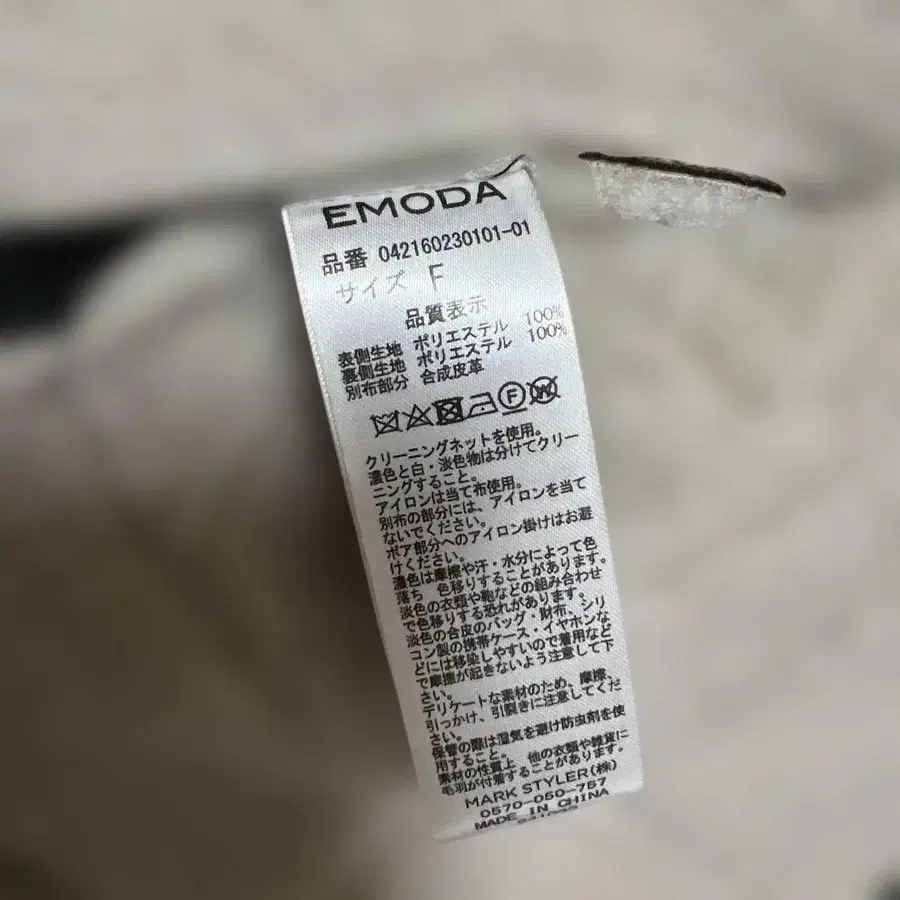 EMODA
品番 042160230101-01
サイズ F
品質表示
表側生地 ポリエステル 100%
裏側生地 ポリエステル 100%
別布部分 合成皮革
クリーニングネットを使用。
濃色と白・淡色物は分けてクリー
ニングすること。
アイロンは当て布使用。
別布の部分には、アイロンを当て
ないでください。
ボア部分へのアイロン掛けはお避
けください。
濃色は摩擦や汗・水分によって色
落ち 色移りすることがあります。
淡色の衣類や鞄などの組み合わせ
で色移りする恐れがあります。
淡色の合皮のバッグ・財布、シリ
コン製の携帯ケース・イヤホンな
どには移染しやすいので着用など
で摩擦が起きないよう注意して下
さい。
デリケートな素材のため、摩擦、
引っかけ、引裂きに注意してくだ
さい。
保管の際は湿気を避け防虫剤を使
用すること。
素材の性質上 他の衣類や雑貨に
毛羽が付着することがあります。
MARK STYLER(株)
0570-050-757
MADE IN CHINA